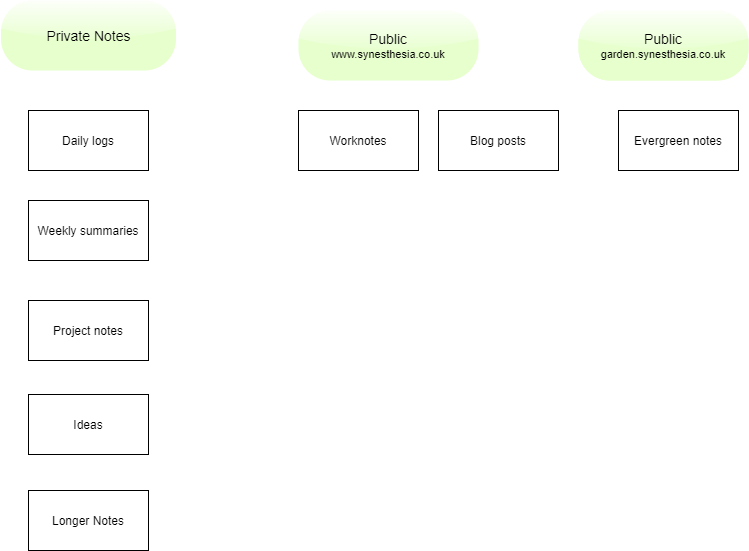 Private Notes
Public
www.synesthesia.co.uk
Public
garden.synesthesia.co.uk
Daily logs
Worknotes
Blog posts
Evergreen notes
Weekly summaries
Project notes
Ideas
Longer Notes